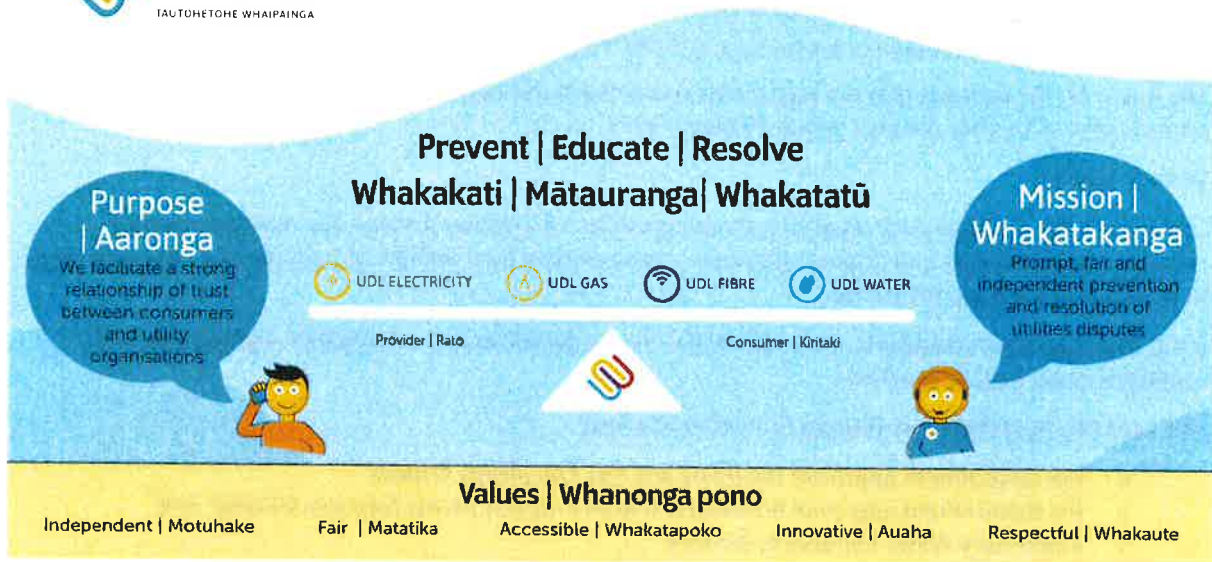 TAUTOHETOHE WHAIPAINGA
Prevent | Educate | Resolve
Whakakati | Mātauranga| Whakatatū
Purpose
| Aaronga
We facilitate a strong
relationship of trust
between consumers
and utility
organisations
Mission |
Whakatakanga
Prompt, fair and
independent prevention
and resolution of
utilities disputes
UDL ELECTRICITY
UDL GAS
UDL FIBRE
UDL WATER
Provider | Rato
Consumer | Kiritaki
Values | Whanonga pono
Independent | Motuhake
Fair | Matatika
Accessible | Whakatapoko
Innovative | Auaha
Respectful | Whakaute